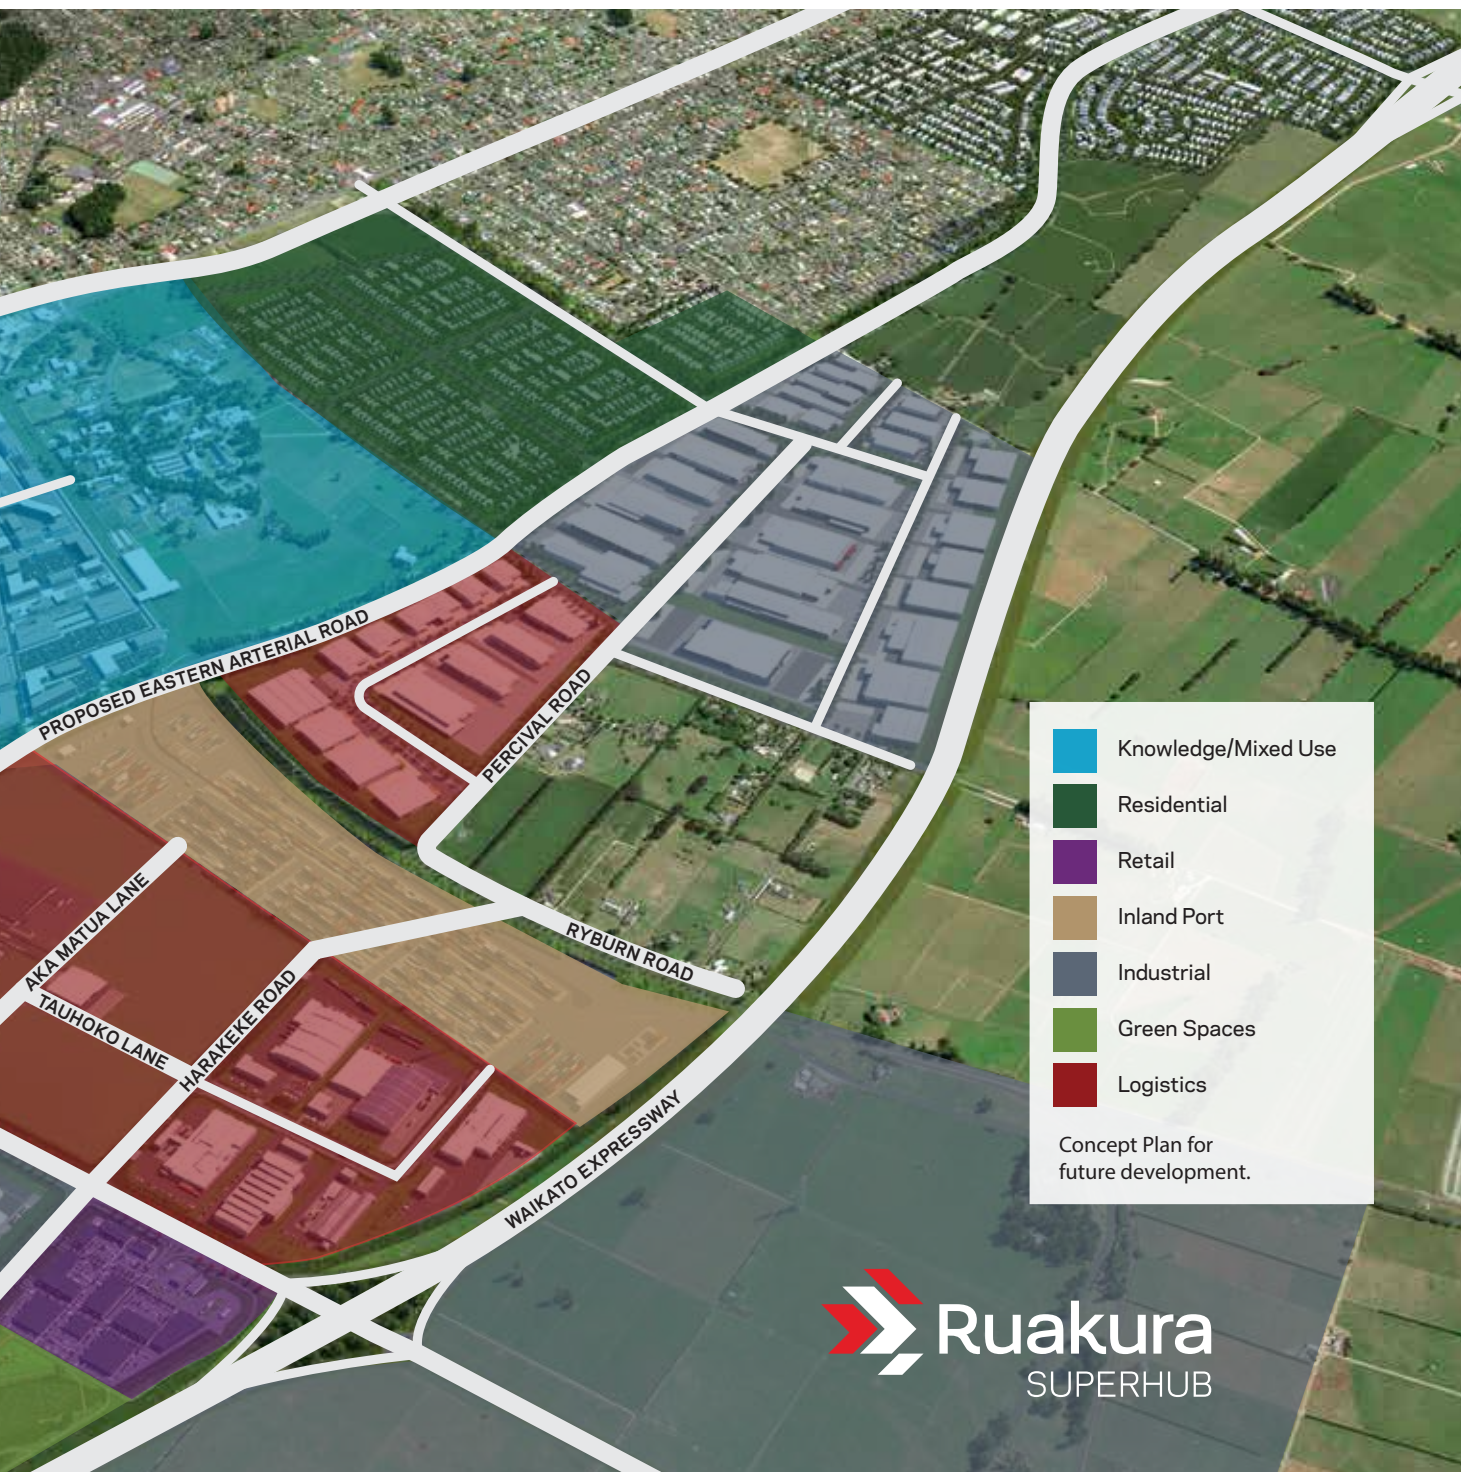 PROPOSED EASTERN ARTERIAL ROAD
PERCIVAL ROAD
AKA MATUA LANE
TAUHOKO LANE
HARAKEKE ROAD
RYBURN ROAD
WAIKATO EXPRESSWAY
Knowledge/Mixed Use
Residential
Retail
Inland Port
Industrial
Green Spaces
Logistics
Concept Plan for
future development.
Ruakura
SUPERHUB